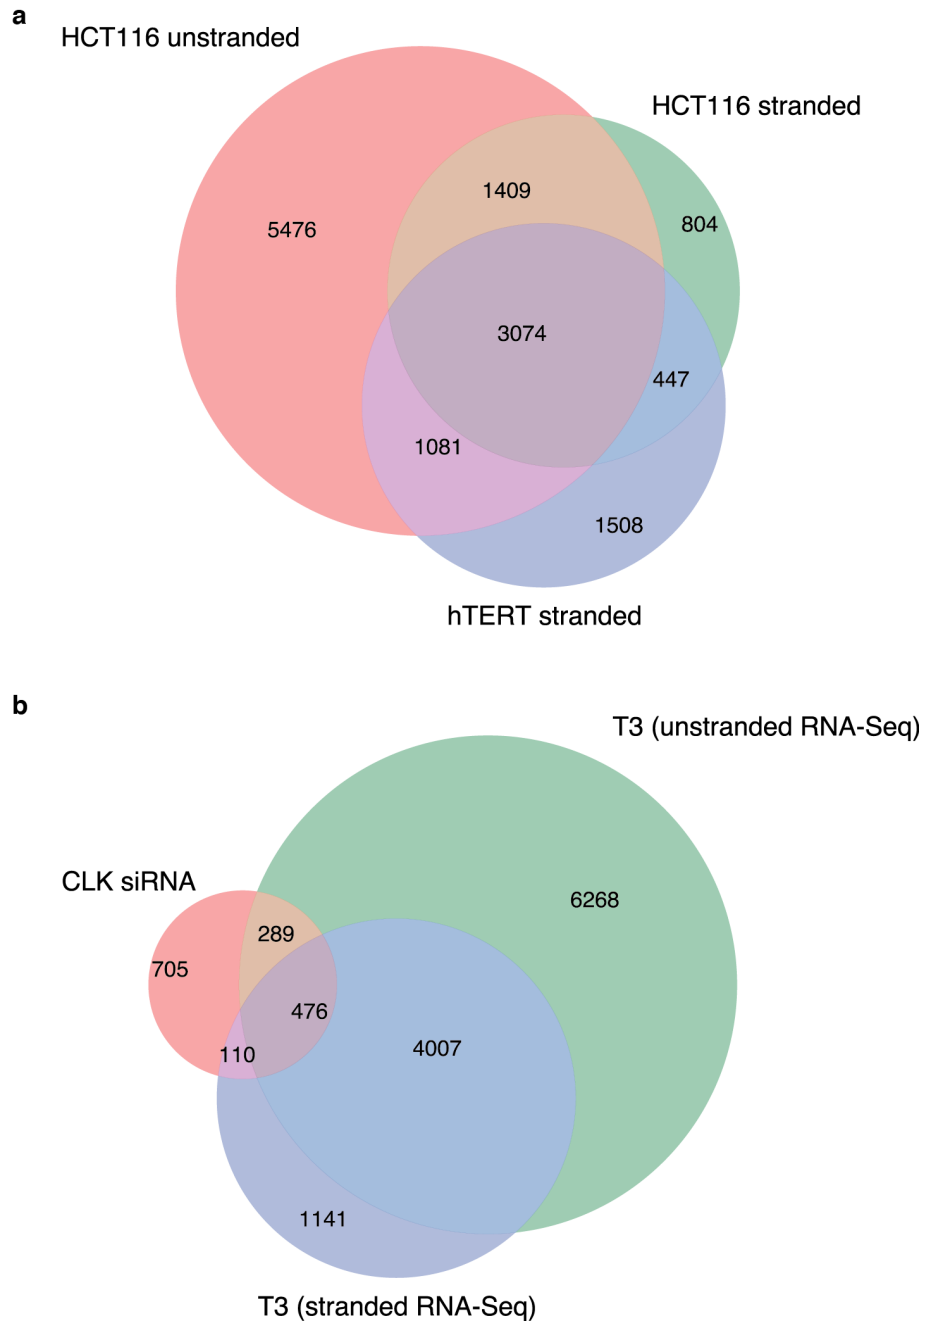 a
HCT116 unstranded
HCT116 stranded
1409
804
5476
3074
447
1081
1508
hTERT stranded
b
T3 (unstranded RNA-Seq)
CLK siRNA
6268
289
705
476
4007
110
1141
T3 (stranded RNA-Seq)